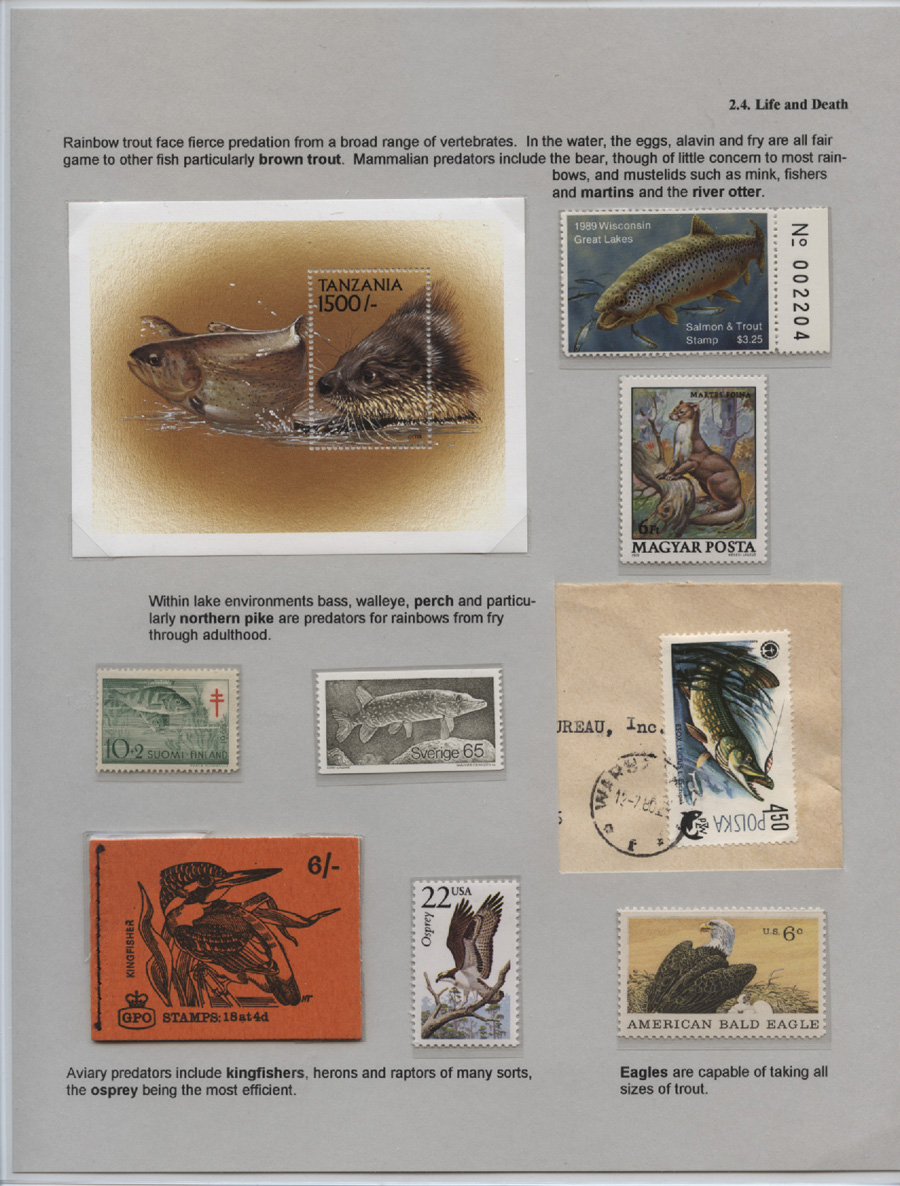 2.4. Life and Death
Rainbow trout face fierce predation from a broad range of vertebrates. In the water, the eggs, alavin and fry are all fair
game to other fish particularly brown trout. Mammalian predators include the bear, though of little concern to most rain-
bows, and mustelids such as mink, fishers
and martins and the river otter.
TANZANIA
1500/-
1989 Wisconsin
Great Lakes
Salmon & Trout
Stamp $3.25
No 002204
MARTES FOINA
6Ft
MAGYAR POSTA
Within lake environments bass, walleye, perch and particu-
larly northern pike are predators for rainbows from fry
through adulthood.
10+2 SUOMI-FINLAND
Sverige 65
UREAU, Inc.
POLSKA
450
PZW
6/-
KINGFISHER
GPO STAMPS: 18 at 4d
22 USA
Osprey
U.S. 6c
AMERICAN BALD EAGLE
Aviary predators include kingfishers, herons and raptors of many sorts,
the osprey being the most efficient.
Eagles are capable of taking all
sizes of trout.